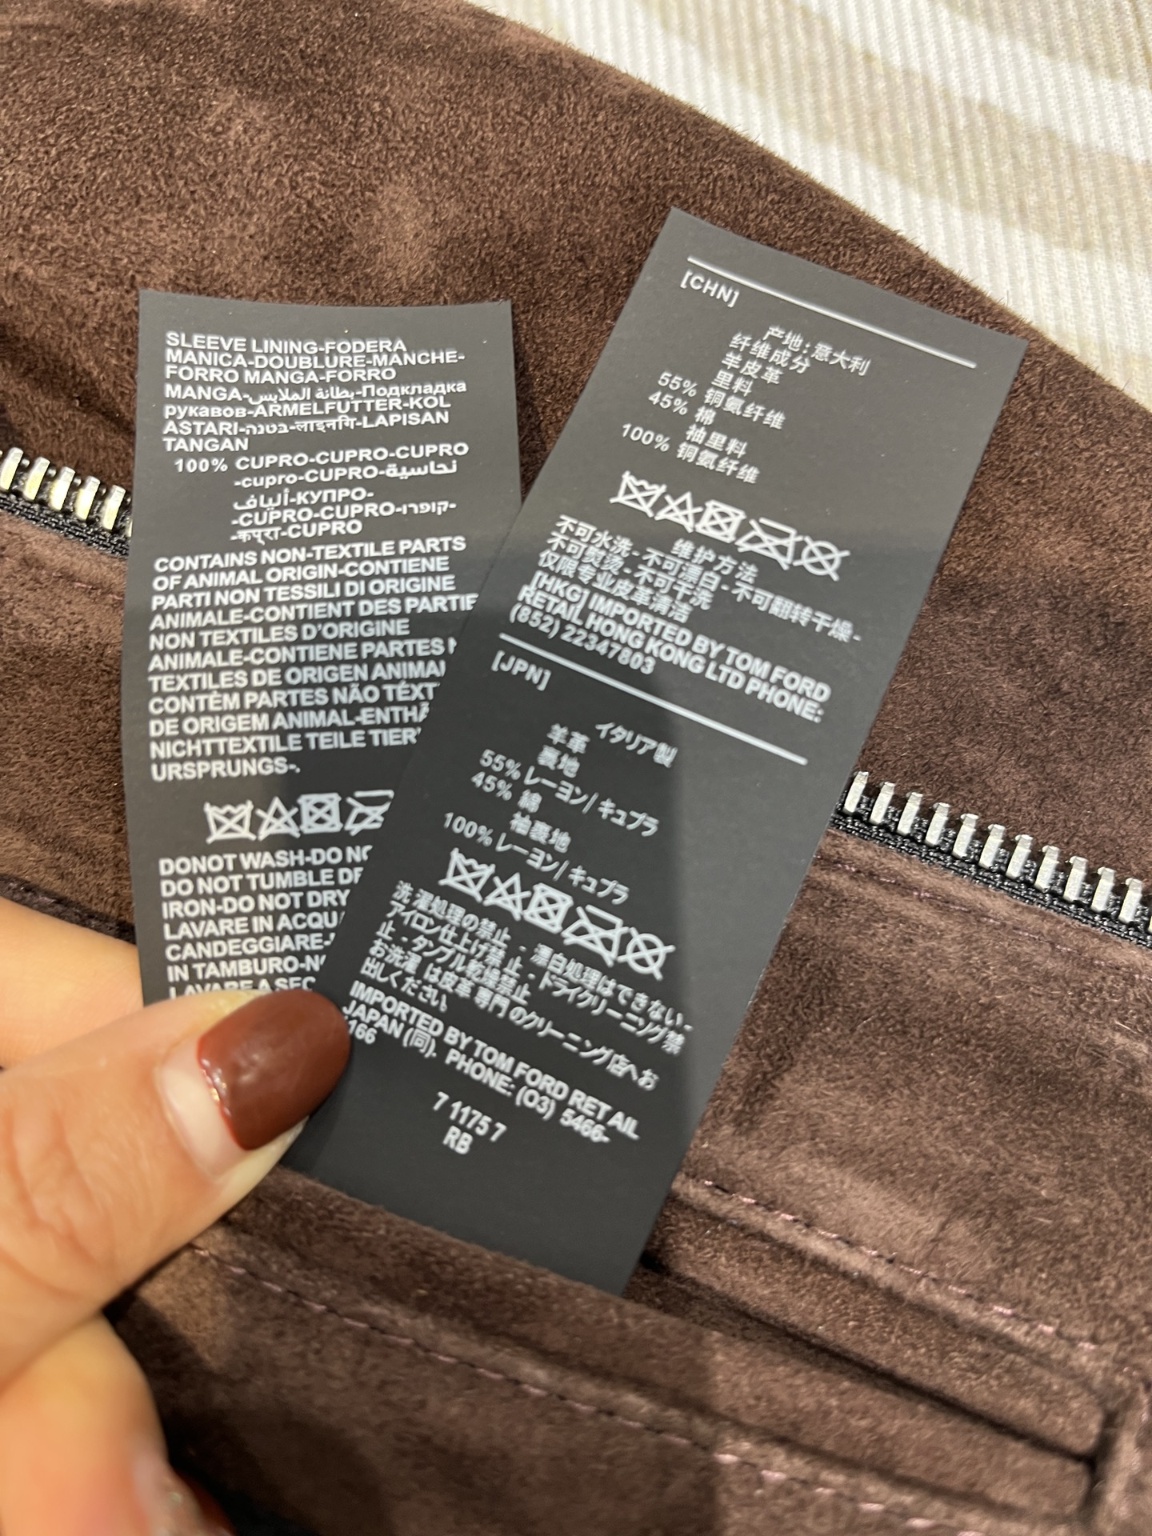 SLEEVE LINING-FODERA
MANICA-DOUBLURE-MANCHE-
FORRO MANGA-FORRO
MANGA-بطانة الملابس-Подкладка
рукавов-ARMELFUTTER-KOL
ASTARI-בטנה-लाइनगि-LAPISAN
TANGAN
100% CUPRO-CUPRO-CUPRO
-cupro-CUPRO-نحاسية
ألياف-КУПРО-
-CUPRO-CUPRO-קופרו-
-कपूरा-CUPRO
CONTAINS NON-TEXTILE PARTS
OF ANIMAL ORIGIN-CONTIENE
PARTI NON TESSILI DI ORIGINE
ANIMALE-CONTIENT DES PARTIE
NON TEXTILES D'ORIGINE
ANIMALE-CONTIENE PARTES
TEXTILES DE ORIGEN ANIMAL
CONTÉM PARTES NÃO TÉXT
DE ORIGEM ANIMAL-ENTHÄ
NICHTTEXTILE TEILE TIER
URSPRUNGS-.
DONOT WASH-DO NO
DO NOT TUMBLE DR
IRON-DO NOT DRY
LAVARE IN ACQU
CANDEGGIARE-
IN TAMBURO-N
LAVARE A SEC
[CHN]
产地:意大利
纤维成分
羊皮革
里料
55% 铜氨纤维
45% 棉
袖里料
100% 铜氨纤维
维护方法
不可水洗-不可漂白-不可翻转干燥-
不可熨烫-不可干洗
仅限专业皮革清洁
[HKG] IMPORTED BY TOM FORD
RETAIL HONG KONG LTD PHONE:
(852) 22347803
[JPN]
イタリア製
羊革
裏地
55% レーヨン/キュプラ
45% 綿
袖裏地
100% レーヨン/キュプラ
洗濯処理の禁止 - 漂白処理はできない -
アイロン仕上げ禁止 - ドライクリーニング禁
止 - タンブル乾燥禁止
お洗濯 は皮革 専門 のクリーニング店へお
出しください。
IMPORTED BY TOM FORD RETAIL
JAPAN (同). PHONE: (03) 5466-
166
7 1175 7
RB